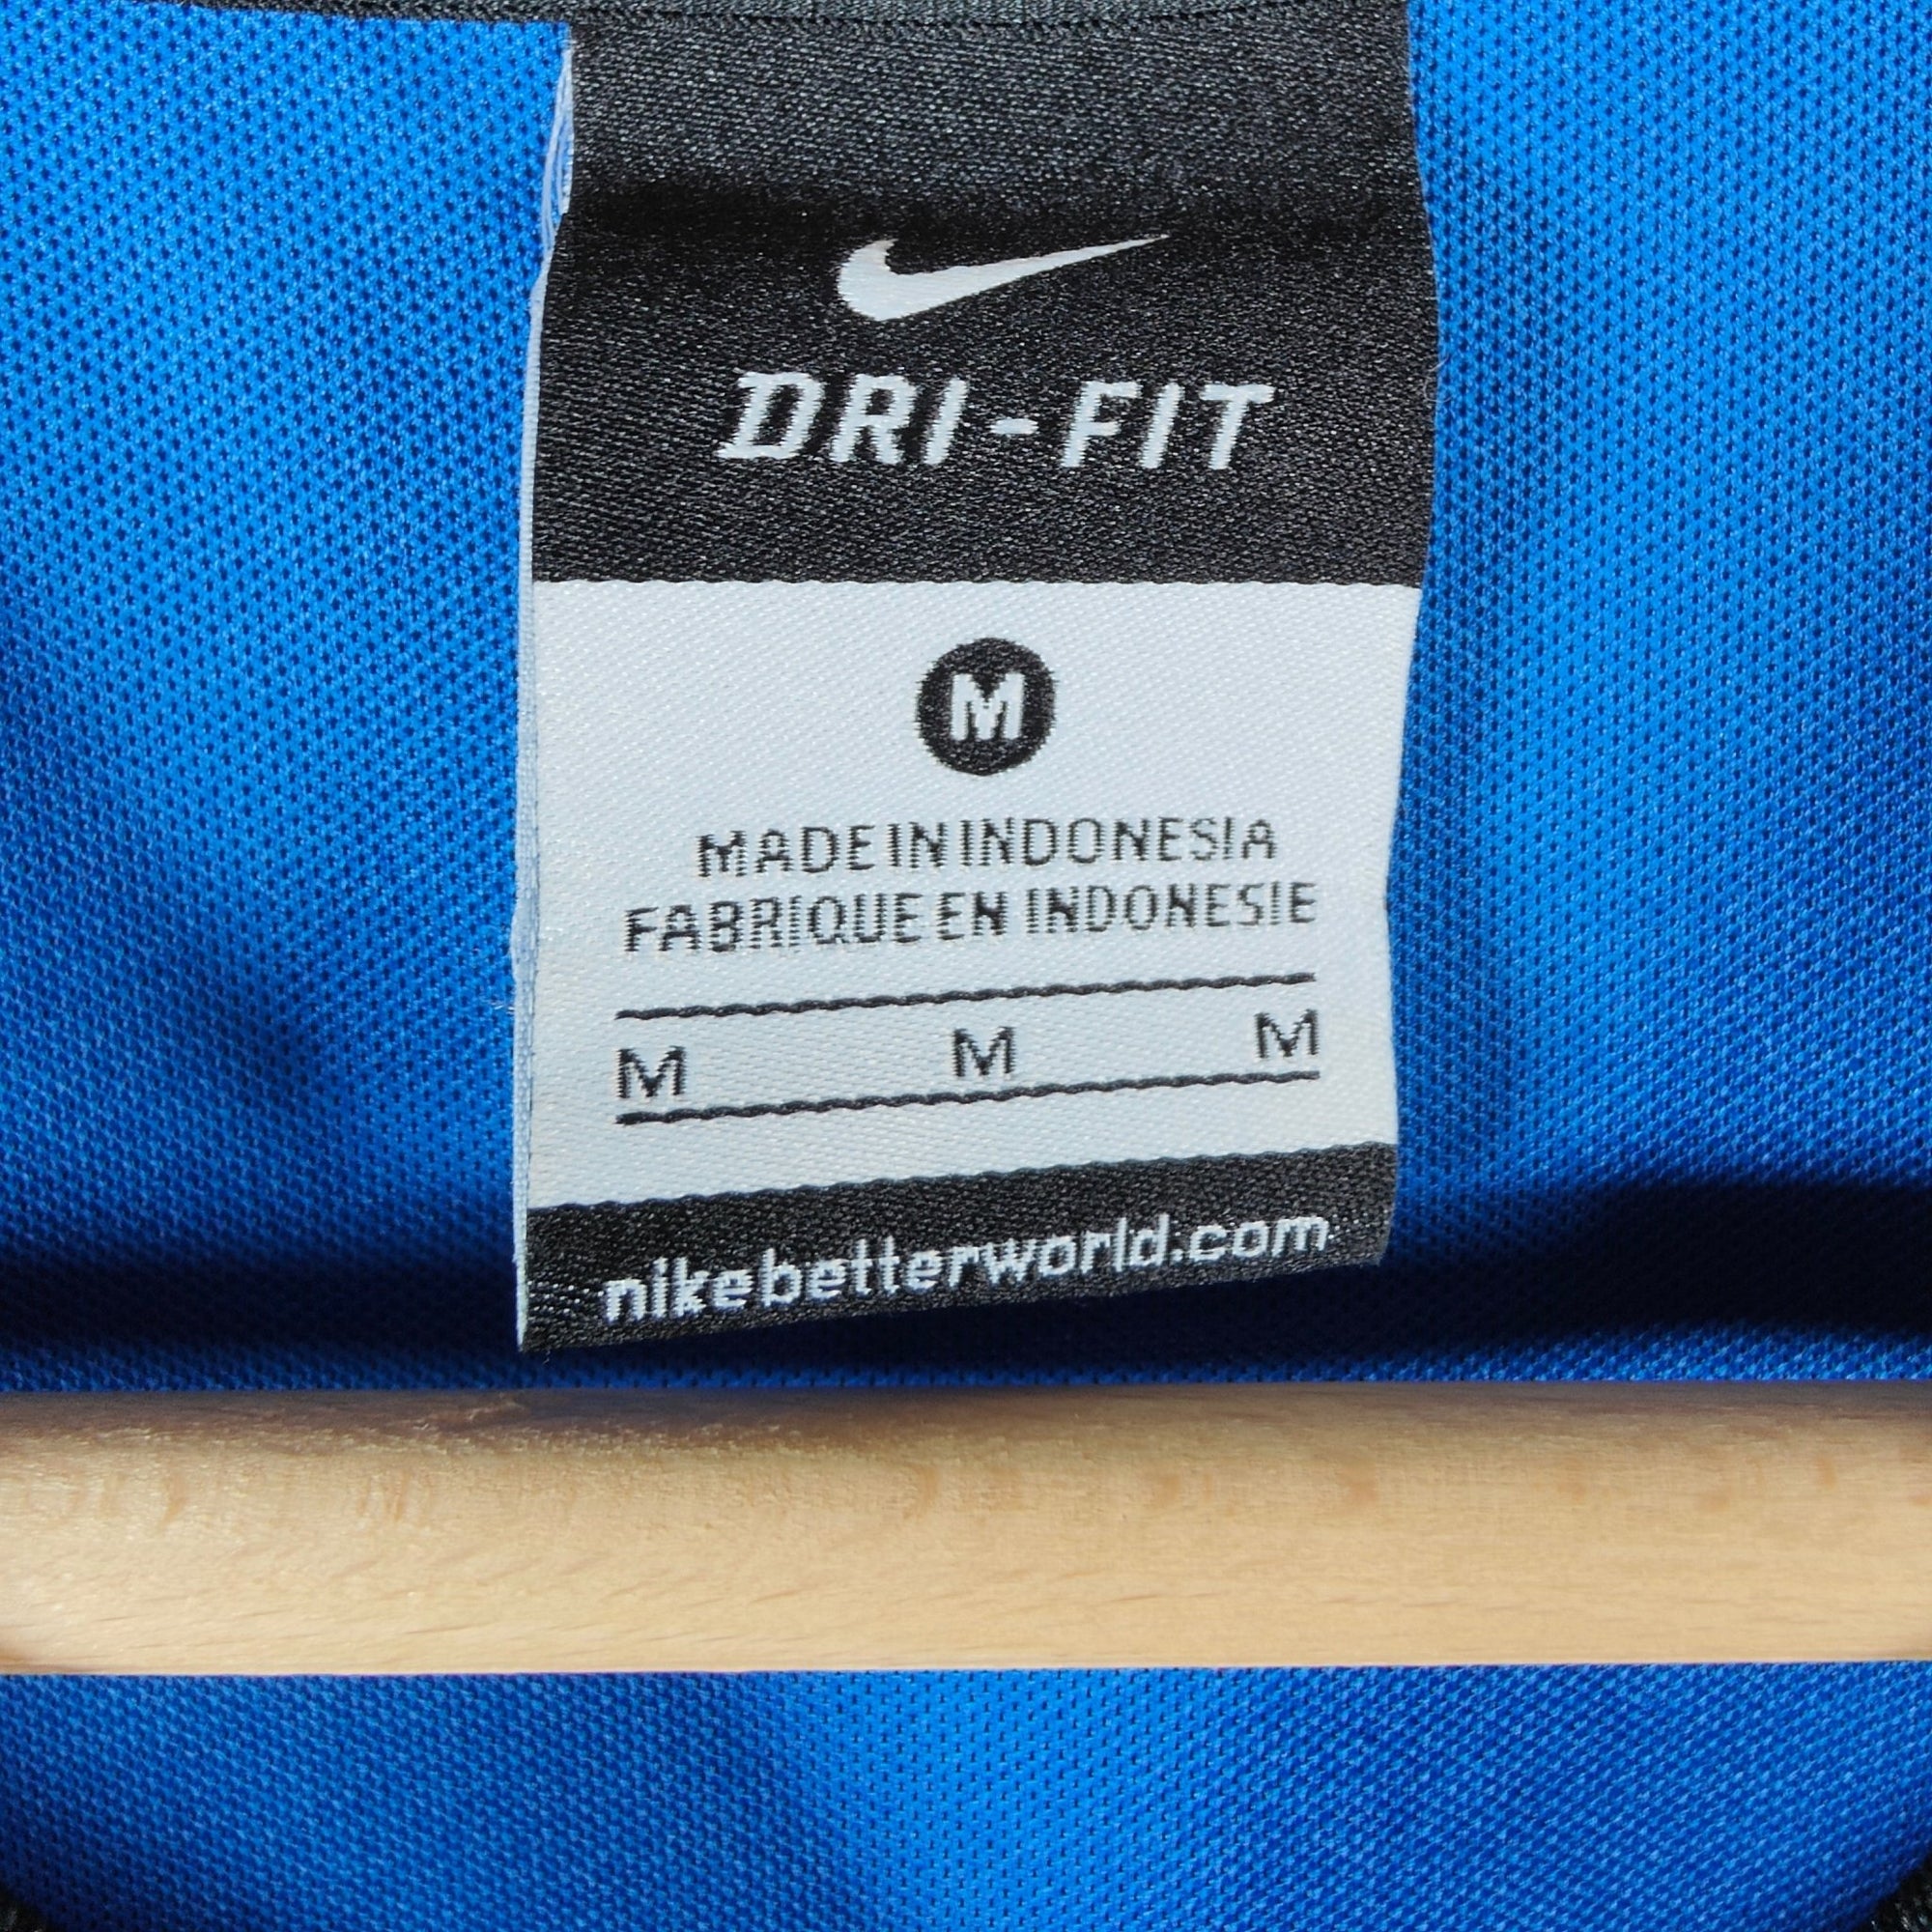 DRI-FIT
M
MADE IN INDONESIA
FABRIQUE EN INDONESIE
M M M
nikebetterworld.com